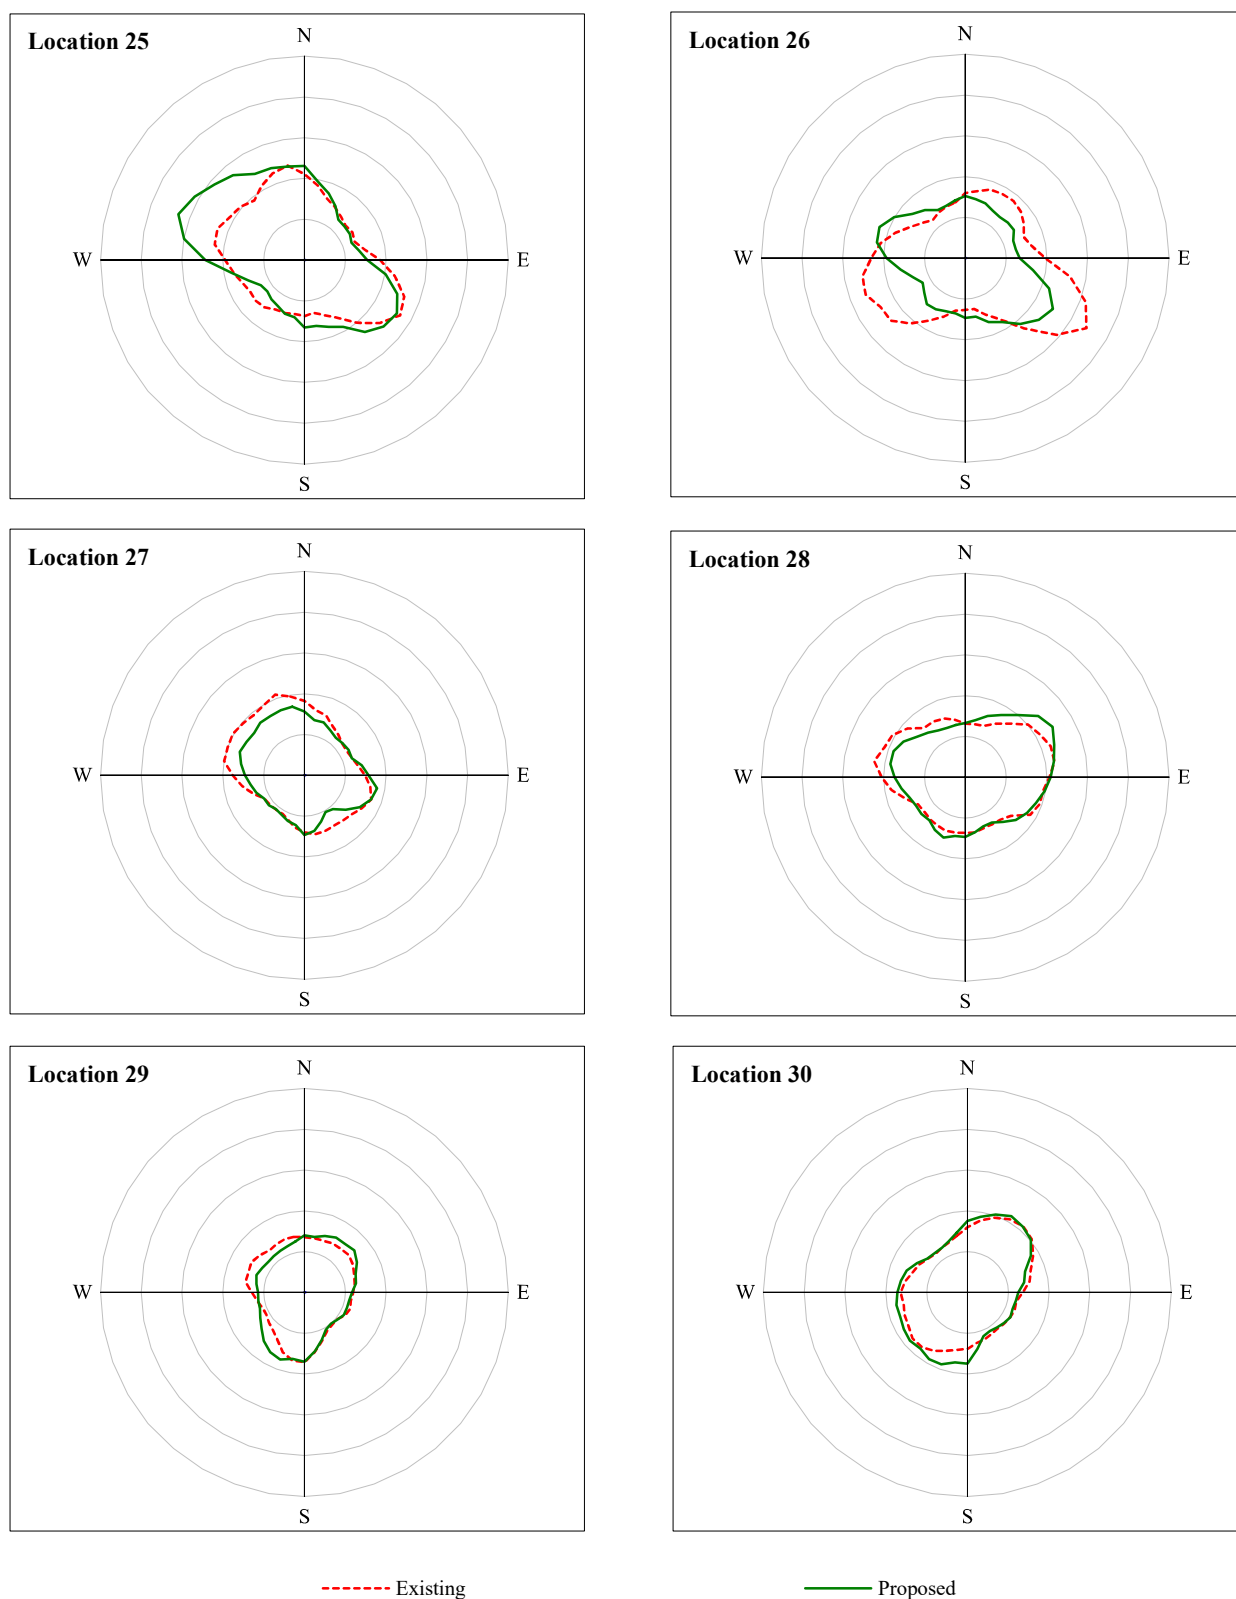 Location 25
N
W
E
S
Location 26
N
W
E
S
Location 27
N
W
E
S
Location 28
N
W
E
S
Location 29
N
W
E
S
Location 30
N
W
E
S
Existing
Proposed